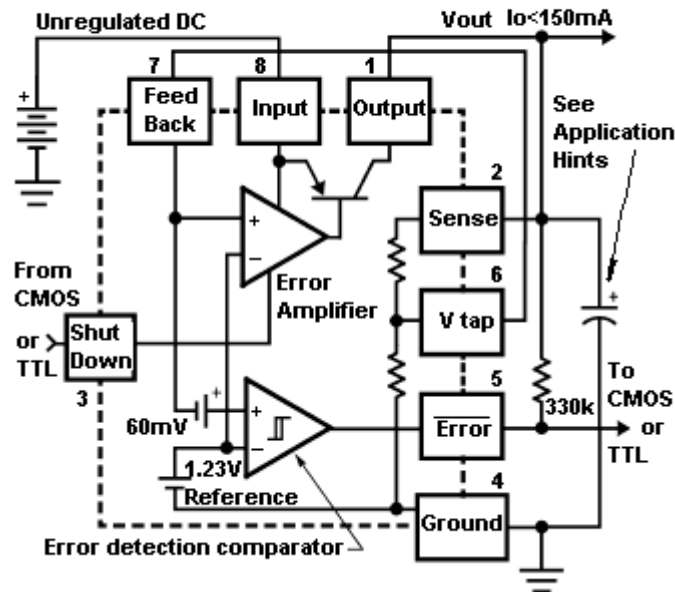 Unregulated DC
Vout Io<150mA
7
8
1
Feed
Back
Input
Output
See
Application
Hints
2
Sense
+
+
−
Error
Amplifier
From
CMOS
or
TTL
Shut
Down
3
6
V tap
+
5
Error
330k
To
CMOS
or
TTL
+
60mV
+
−
1.23V
Reference
4
Ground
Error detection comparator